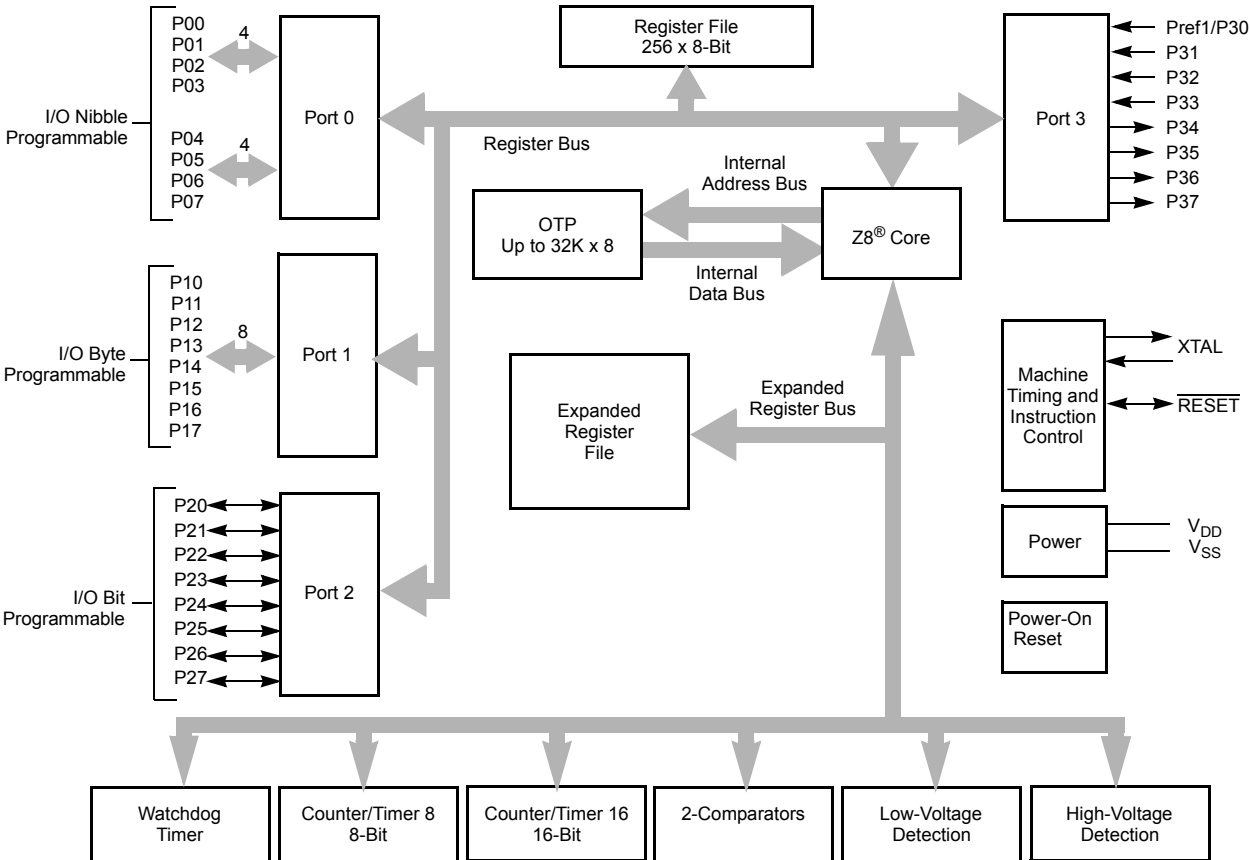 I/O Nibble
Programmable
P00
P01
P02
P03
4
P04
P05
P06
P07
4
Port 0
Register File
256 x 8-Bit
Register Bus
Port 3
Pref1/P30
P31
P32
P33
P34
P35
P36
P37
Internal
Address Bus
OTP
Up to 32K x 8
Z8® Core
Internal
Data Bus
I/O Byte
Programmable
P10
P11
P12
P13
P14
P15
P16
P17
8
Port 1
Expanded
Register
File
Expanded
Register Bus
Machine
Timing and
Instruction
Control
XTAL
RESET
I/O Bit
Programmable
P20
P21
P22
P23
P24
P25
P26
P27
Port 2
Power
VDD
VSS
Power-On
Reset
Watchdog
Timer
Counter/Timer 8
8-Bit
Counter/Timer 16
16-Bit
2-Comparators
Low-Voltage
Detection
High-Voltage
Detection